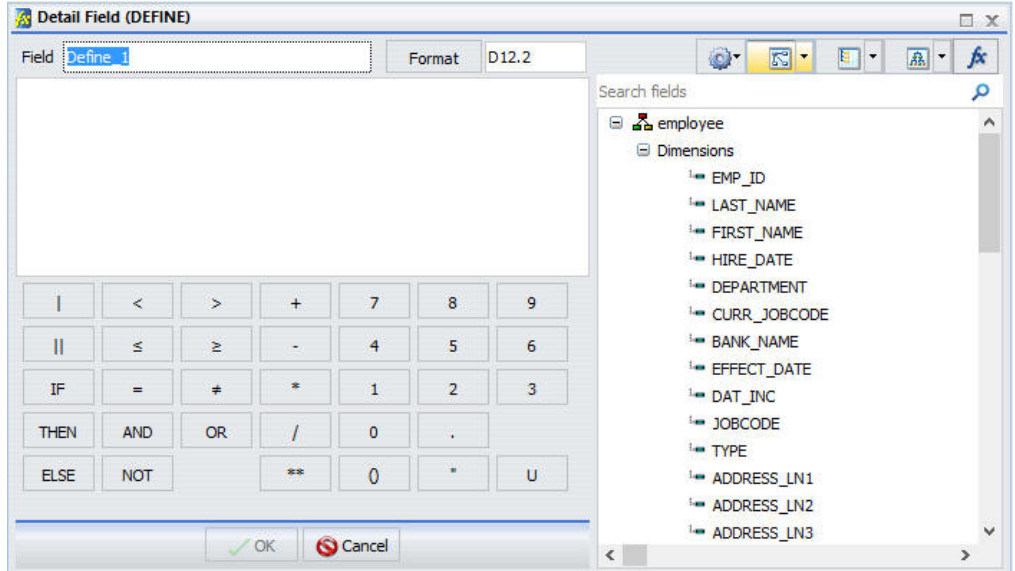 Detail Field (DEFINE)
Field Define_1 Format D12.2 fx
Search fields
employee
Dimensions
EMP_ID
LAST_NAME
FIRST_NAME
HIRE_DATE
DEPARTMENT
CURR_JOBCODE
BANK_NAME
EFFECT_DATE
DAT_INC
JOBCODE
TYPE
ADDRESS_LN1
ADDRESS_LN2
ADDRESS_LN3
| < > + 7 8 9
|| ≤ ≥ - 4 5 6
IF = ≠ * 1 2 3
THEN AND OR / 0 .
ELSE NOT ** () " U
OK Cancel